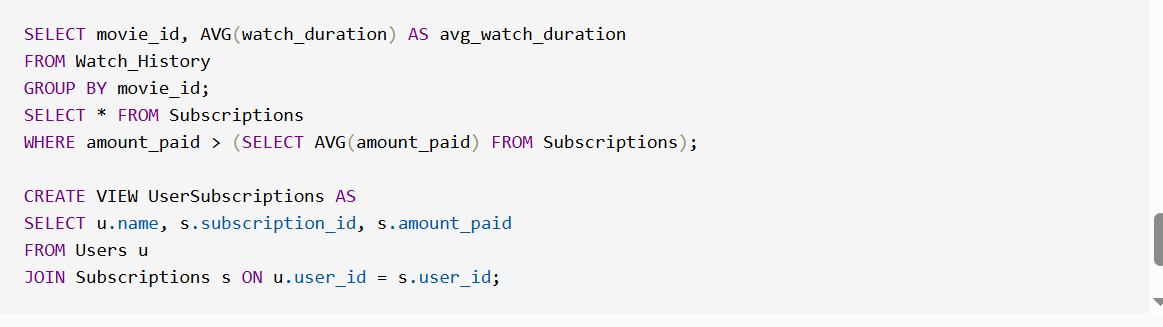 SELECT movie_id, AVG(watch_duration) AS avg_watch_duration
FROM Watch_History
GROUP BY movie_id;
SELECT * FROM Subscriptions
WHERE amount_paid > (SELECT AVG(amount_paid) FROM Subscriptions);
CREATE VIEW UserSubscriptions AS
SELECT u.name, s.subscription_id, s.amount_paid
FROM Users u
JOIN Subscriptions s ON u.user_id = s.user_id;